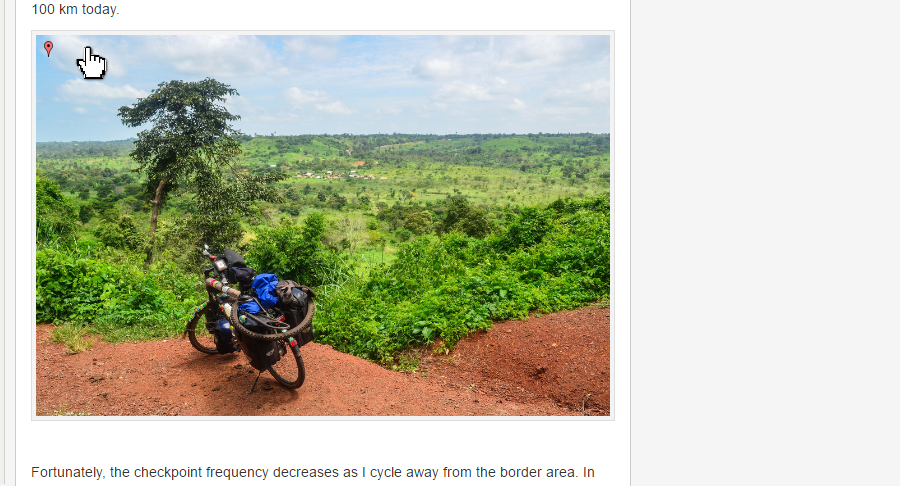 100 km today.
Fortunately, the checkpoint frequency decreases as I cycle away from the border area. In